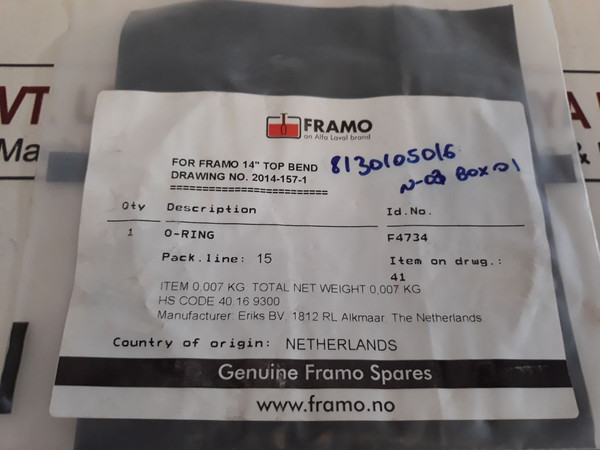 FRAMO
an Alfa Laval brand
FOR FRAMO 14" TOP BEND
DRAWING NO. 2014-157-1
8130105016
BOX 01
==========================
Qty Description Id.No.
1 O-RING F4734
Pack.line: 15 Item on drwg.:
41
ITEM 0,007 KG TOTAL NET WEIGHT 0,007 KG
HS CODE 40.16 9300
Manufacturer: Eriks BV, 1812 RL Alkmaar, The Netherlands
Country of origin: NETHERLANDS
Genuine Framo Spares
www.framo.no